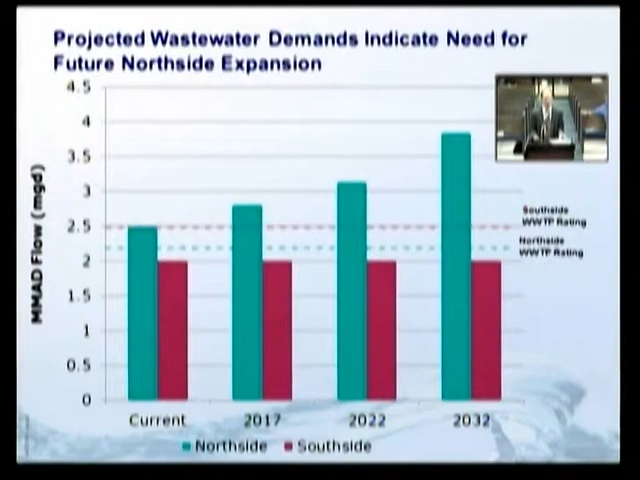 Projected Wastewater Demands Indicate Need for
Future Northside Expansion
4.5
4
3.5
3
2.5
2
1.5
1
0.5
0
MMAD Flow (mgd)
Southside
WWTP Rating
Northside
WWTP Rating
Current 2017 2022 2032
Northside Southside